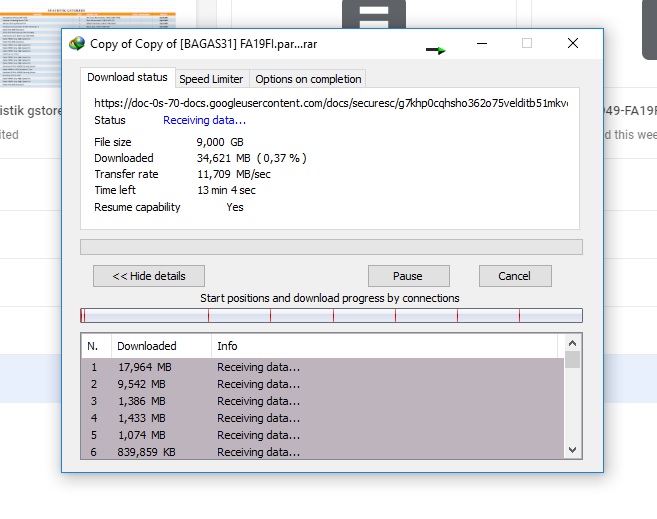 Copy of Copy of [BAGAS31] FA19FI.par...rar
Download status Speed Limiter Options on completion
istik gstore
949-FA19F
https://doc-0s-70-docs.googleusercontent.com/docs/securesc/g7khp0cqhsho362o75velditb51mkv
Status Receiving data...
ited
d this wee
File size 9,000 GB
Downloaded 34,621 MB ( 0,37 % )
Transfer rate 11,709 MB/sec
Time left 13 min 4 sec
Resume capability Yes
<< Hide details Pause Cancel
Start positions and download progress by connections
N. Downloaded Info
1 17,964 MB Receiving data...
2 9,542 MB Receiving data...
3 1,386 MB Receiving data...
4 1,433 MB Receiving data...
5 1,074 MB Receiving data...
6 839,859 KB Receiving data...